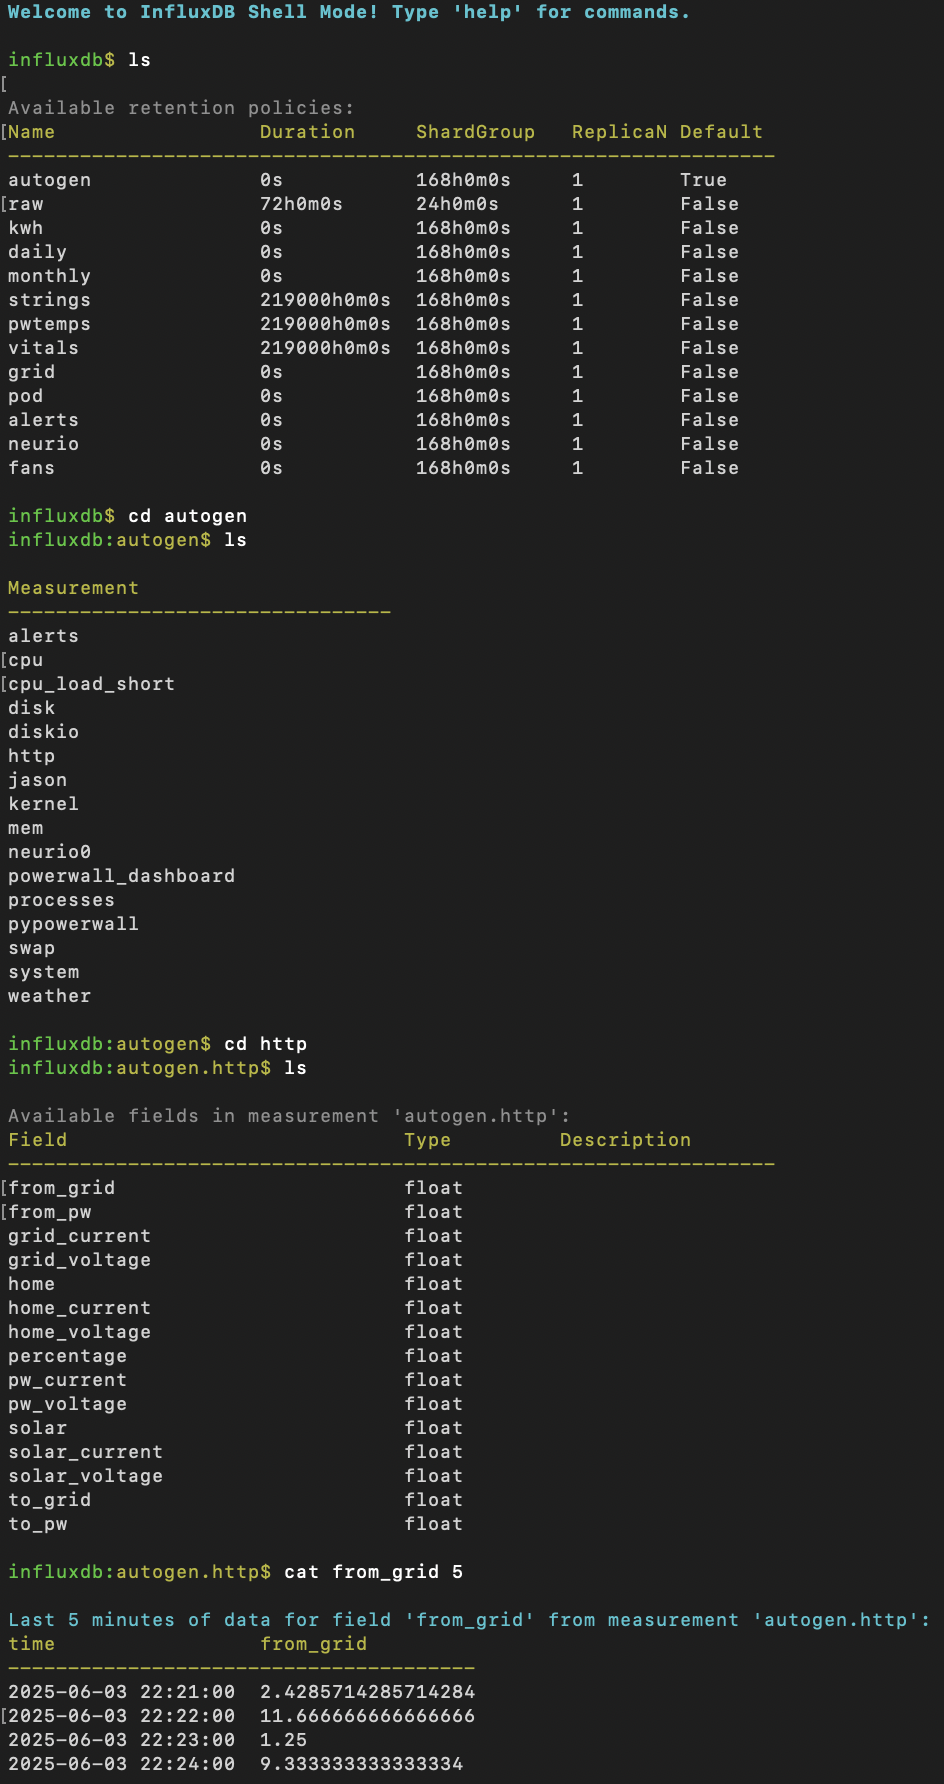 Welcome to InfluxDB Shell Mode! Type 'help' for commands.
influxdb$ ls
[
Available retention policies:
[Name Duration ShardGroup ReplicaN Default
----------------------------------------------------------------
autogen 0s 168h0m0s 1 True
[raw 72h0m0s 24h0m0s 1 False
kwh 0s 168h0m0s 1 False
daily 0s 168h0m0s 1 False
monthly 0s 168h0m0s 1 False
strings 219000h0m0s 168h0m0s 1 False
pwtemps 219000h0m0s 168h0m0s 1 False
vitals 219000h0m0s 168h0m0s 1 False
grid 0s 168h0m0s 1 False
pod 0s 168h0m0s 1 False
alerts 0s 168h0m0s 1 False
neurio 0s 168h0m0s 1 False
fans 0s 168h0m0s 1 False
influxdb$ cd autogen
influxdb:autogen$ ls
Measurement
--------------------------------
alerts
[cpu
[cpu_load_short
disk
diskio
http
jason
kernel
mem
neurio0
powerwall_dashboard
processes
pypowerwall
swap
system
weather
influxdb:autogen$ cd http
influxdb:autogen.http$ ls
Available fields in measurement 'autogen.http':
Field Type Description
----------------------------------------------------------------
[from_grid float
[from_pw float
grid_current float
grid_voltage float
home float
home_current float
home_voltage float
percentage float
pw_current float
pw_voltage float
solar float
solar_current float
solar_voltage float
to_grid float
to_pw float
influxdb:autogen.http$ cat from_grid 5
Last 5 minutes of data for field 'from_grid' from measurement 'autogen.http':
time from_grid
---------------------------------------
2025-06-03 22:21:00 2.4285714285714284
[2025-06-03 22:22:00 11.666666666666666
2025-06-03 22:23:00 1.25
2025-06-03 22:24:00 9.333333333333334